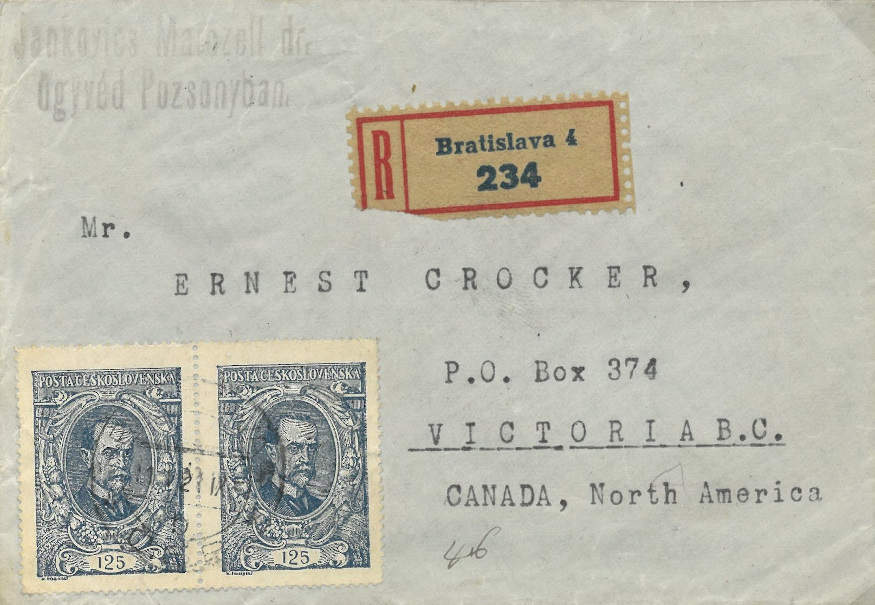 Jankovics Marczell dr.
ügyvéd Pozsonyban.
R
Bratislava 4
234
Mr.
ERNEST CROCKER,
P.O. Box 374
VICTORIA B.C.
CANADA, North America
46
POSTA ČESKOSLOVENSKÁ
125
POSTA ČESKOSLOVENSKÁ
125